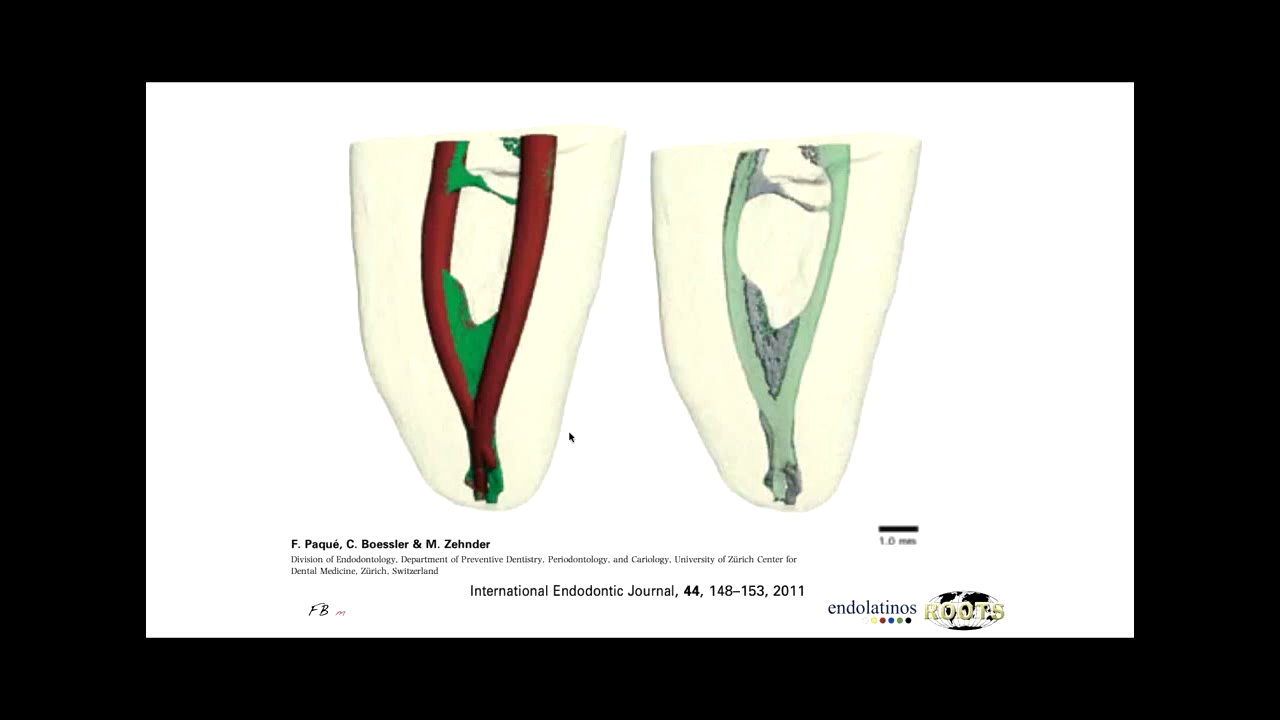 1.0 mm
F. Paqué, C. Boessler & M. Zehnder
Division of Endodontology, Department of Preventive Dentistry, Periodontology, and Cariology, University of Zürich Center for
Dental Medicine, Zürich, Switzerland
International Endodontic Journal, 44, 148–153, 2011
FB m
endolatinos
ROOTS